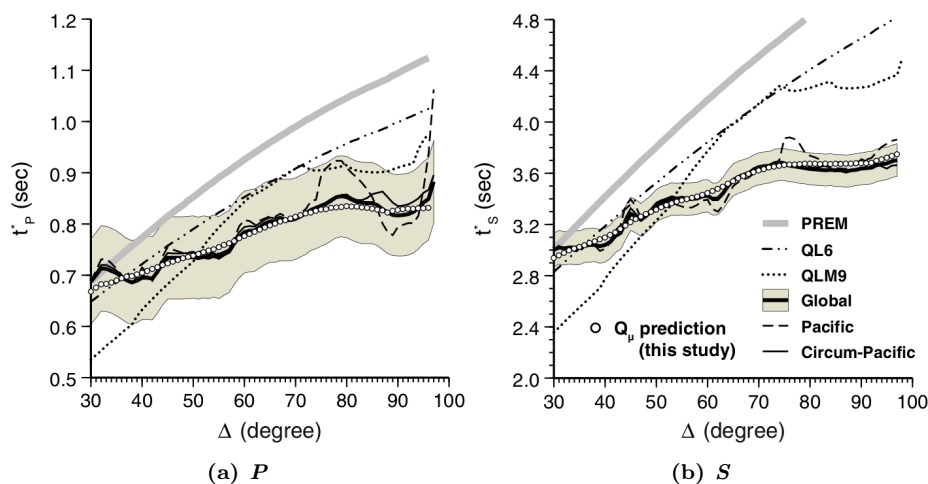 1.2
1.1
1.0
0.9
0.8
0.7
0.6
0.5
t*P (sec)
30 40 50 60 70 80 90 100
Δ (degree)
(a) P
4.8
4.4
4.0
3.6
3.2
2.8
2.4
2.0
t*S (sec)
30 40 50 60 70 80 90 100
Δ (degree)
PREM
QL6
QLM9
Global
Pacific
Circum-Pacific
Qμ prediction
(this study)
(b) S